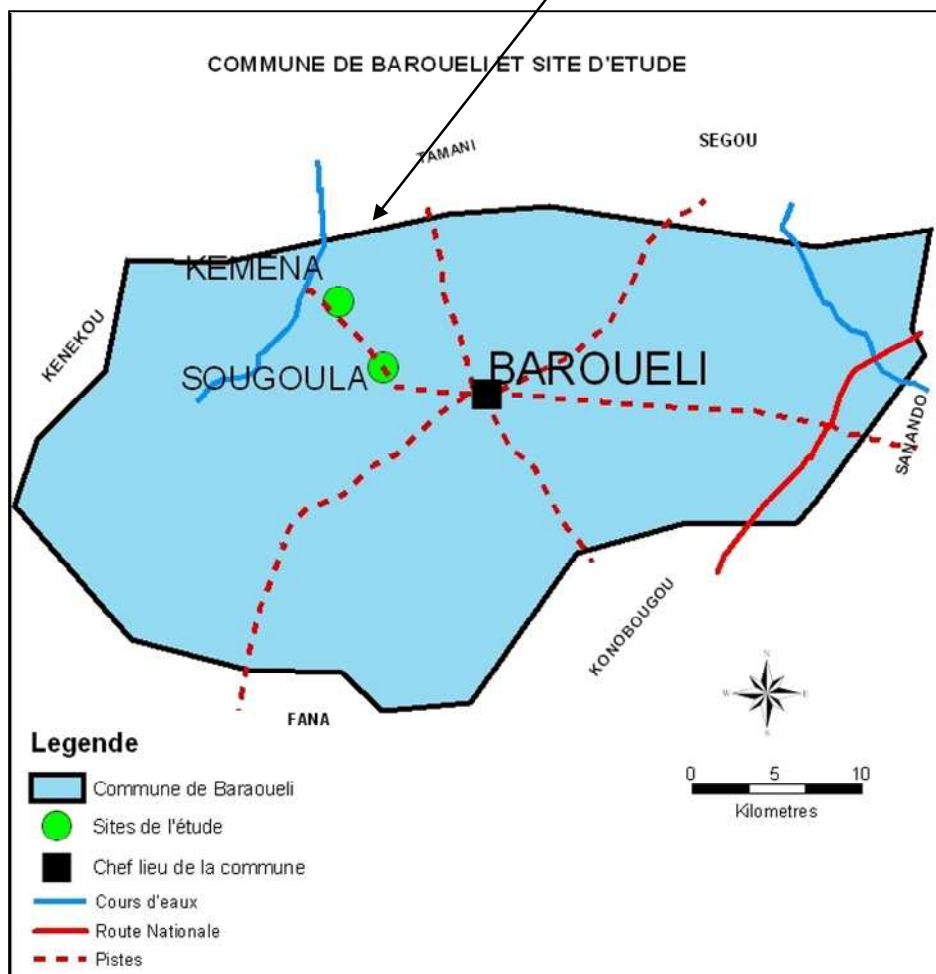 COMMUNE DE BAROUELI ET SITE D'ETUDE
TAMANI
SEGOU
KEMENA
KENEKOU
SOUGOULA
BAROUELI
SANANDO
KONOBOUGOU
FANA
N
W
E
S
Legende
Commune de Baraoueli
Sites de l'étude
Chef lieu de la commune
Cours d'eaux
Route Nationale
Pistes
0 5 10
Kilometres